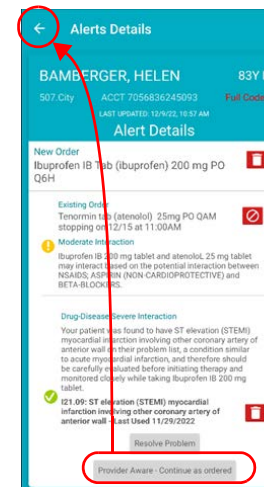 Alerts Details
BAMBERGER, HELEN 83Y
507.City ACCT 7056836245093 Full Code
LAST UPDATED: 12/9/22, 10:57 AM
Alert Details
New Order
Ibuprofen IB Tab (ibuprofen) 200 mg PO
Q6H
Existing Order
Tenormin tab (atenolol) 25mg PO QAM
stopping on 12/15 at 11:00AM
Moderate Interaction
Ibuprofen IB 200 mg tablet and atenoloL 25 mg tablet
may interact based on the potential interaction between
NSAIDS; ASPIRIN (NON-CARDIOPROTECTIVE) and
BETA-BLOCKERS.
Drug-Disease Severe Interaction
Your patient was found to have ST elevation (STEMI)
myocardial infarction involving other coronary artery of
anterior wall on their problem list, a condition similar
to acute myocardial infarction, and therefore should
be carefully evaluated before initiating therapy and
monitored closely while taking Ibuprofen IB 200 mg
tablet.
I21.09: ST elevation (STEMI) myocardial
infarction involving other coronary artery of
anterior wall - Last Used 11/29/2022
Resolve Problem
Provider Aware - Continue as ordered